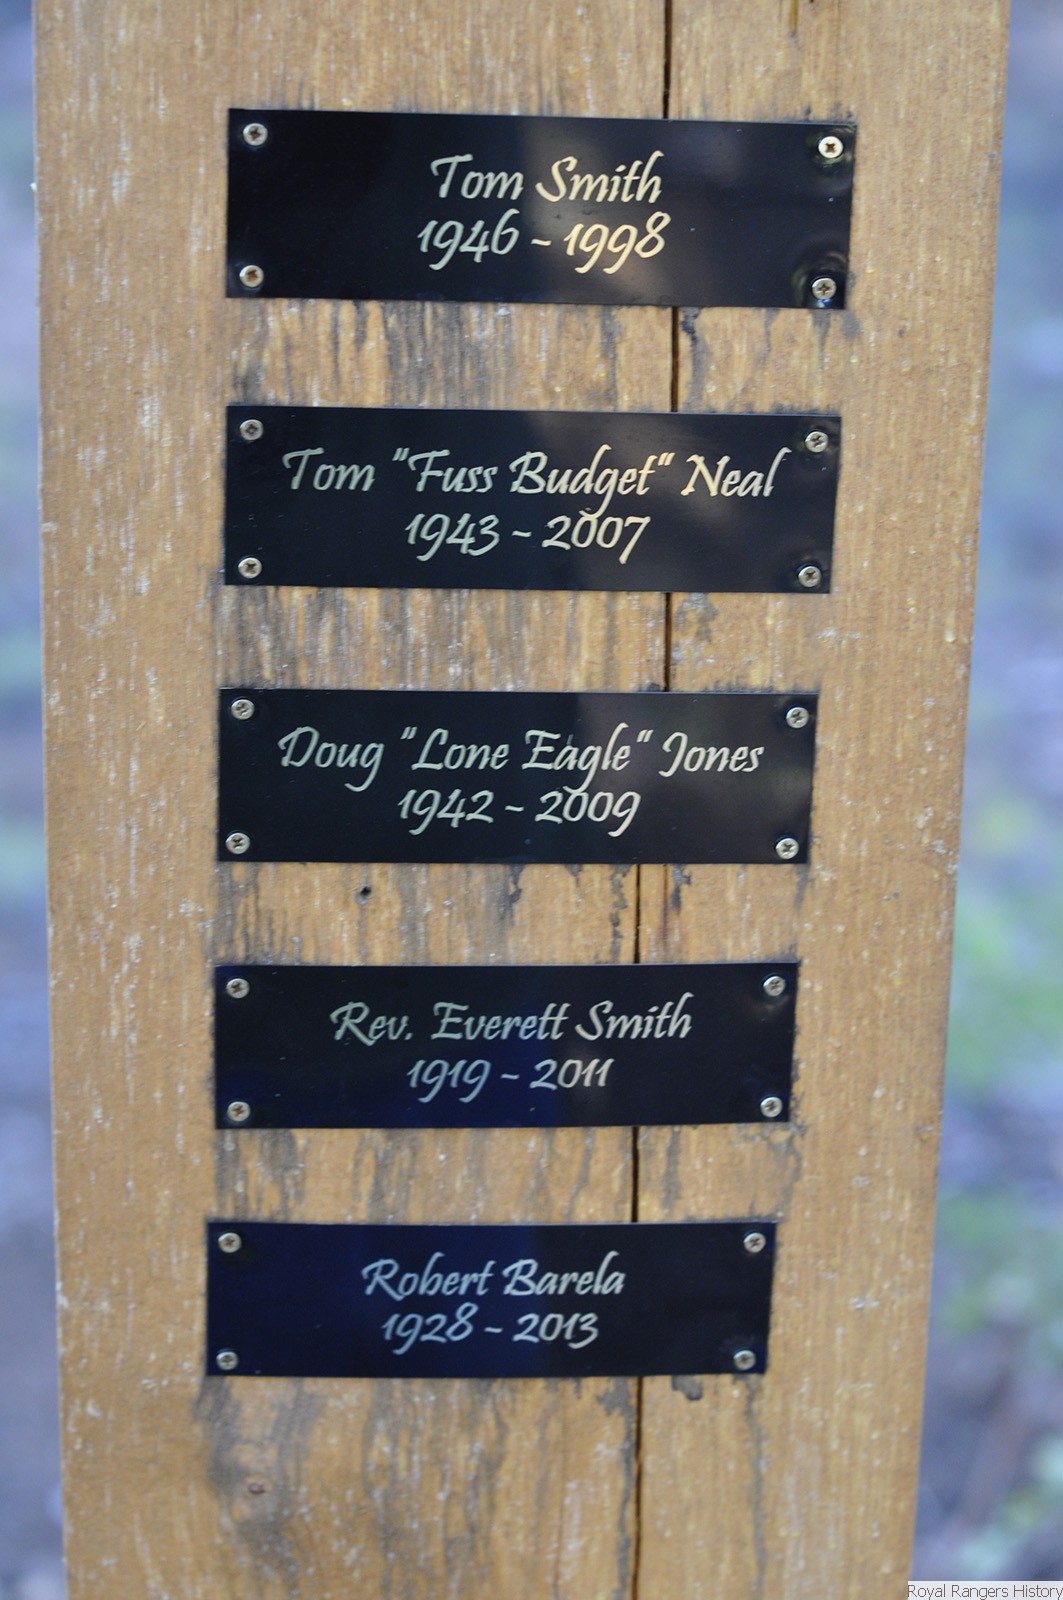 Tom Smith
1946 - 1998
Tom "Fuss Budget" Neal
1943 - 2007
Doug "Lone Eagle" Jones
1942 - 2009
Rev. Everett Smith
1919 - 2011
Robert Barela
1928 - 2013
Royal Rangers History